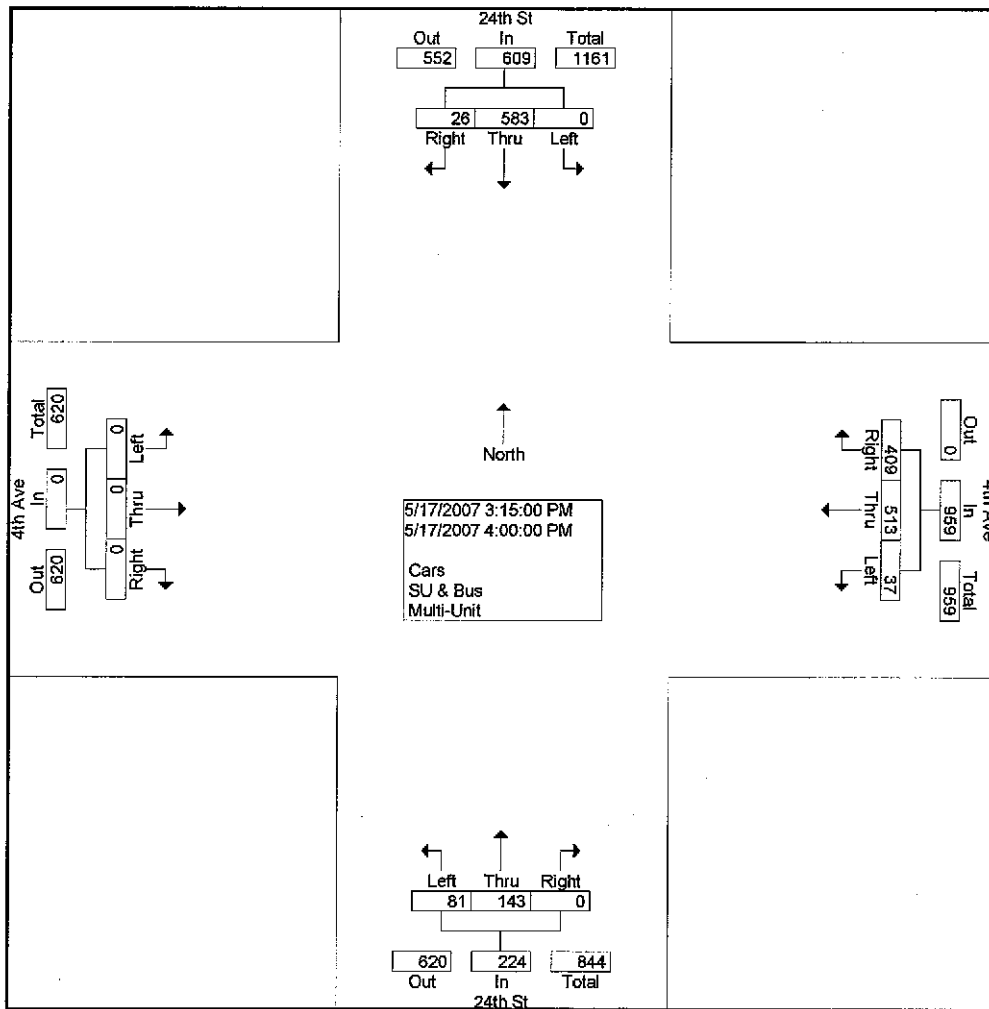 24th St
Out In Total
552 609 1161
26 583 0
Right Thru Left
Total 620
In 0
Out 620
4th Ave
0 Left
0 Thru
0 Right
North
5/17/2007 3:15:00 PM
5/17/2007 4:00:00 PM
Cars
SU & Bus
Multi-Unit
Out 0
In 959
Total 959
4th Ave
Right 409
Thru 513
Left 37
Left Thru Right
81 143 0
620 224 844
Out In Total
24th St